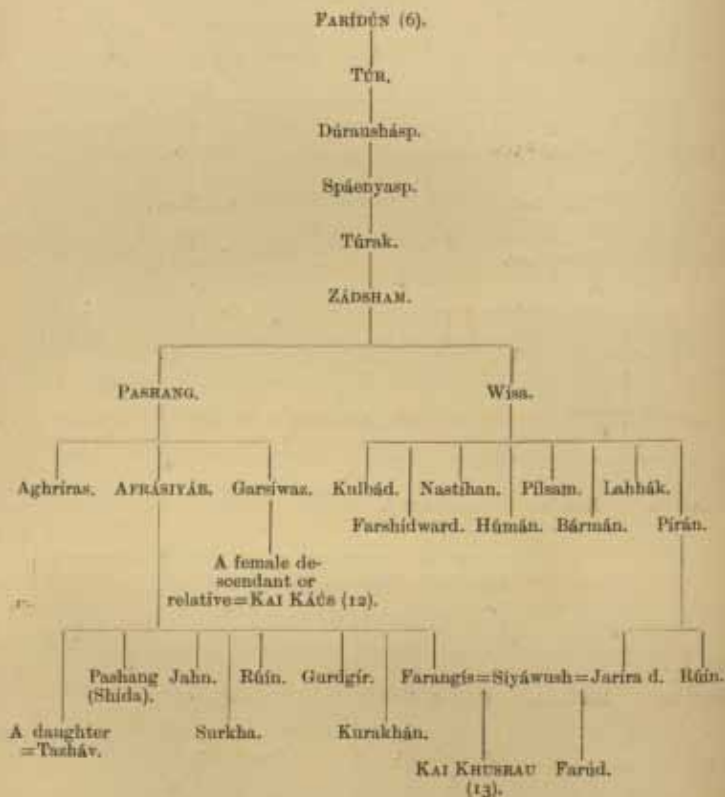 FARÍDÚN (6).
TÚR.
Dúraushásp.
Spáenyasp.
Túrak.
ZÁDSHAM.
PASHANG. Wísa.
Aghríras. AFRÁSIYÁB. Garsíwaz. Kulbád. Nastíhan. Pílsam. Lahhák.
Farshídward. Húmán. Bármán. Pírán.
A female de-
scendant or
relative=KAI KÁÚS (12).
Pashang Jahn. Rúín. Gurdgír. Farangís=Siyáwush=Jaríra d. Rúín.
(Shída).
A daughter Surkha. Kurakhán.
=Tazháv.
KAI KHUSRAU Farúd.
(13).